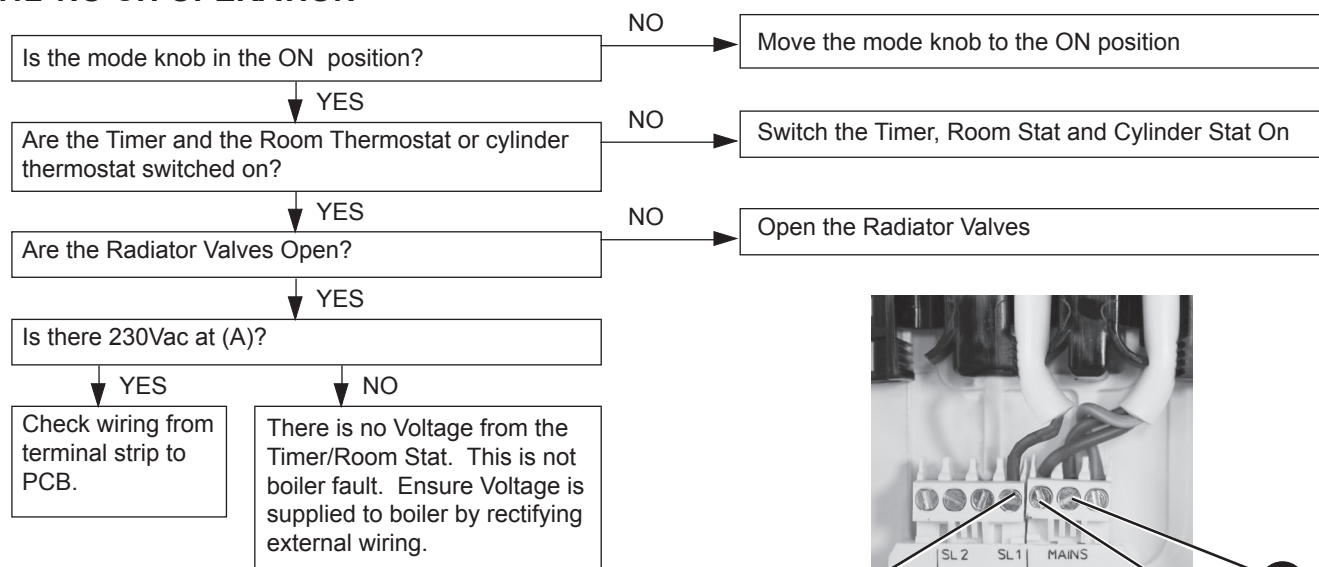 NO
Is the mode knob in the ON position?
Move the mode knob to the ON position
YES
Are the Timer and the Room Thermostat or cylinder
thermostat switched on?
NO
Switch the Timer, Room Stat and Cylinder Stat On
YES
Are the Radiator Valves Open?
NO
Open the Radiator Valves
YES
Is there 230Vac at (A)?
YES
NO
Check wiring from
terminal strip to
PCB.
There is no Voltage from the
Timer/Room Stat. This is not
boiler fault. Ensure Voltage is
supplied to boiler by rectifying
external wiring.
SL 2 SL 1 MAINS